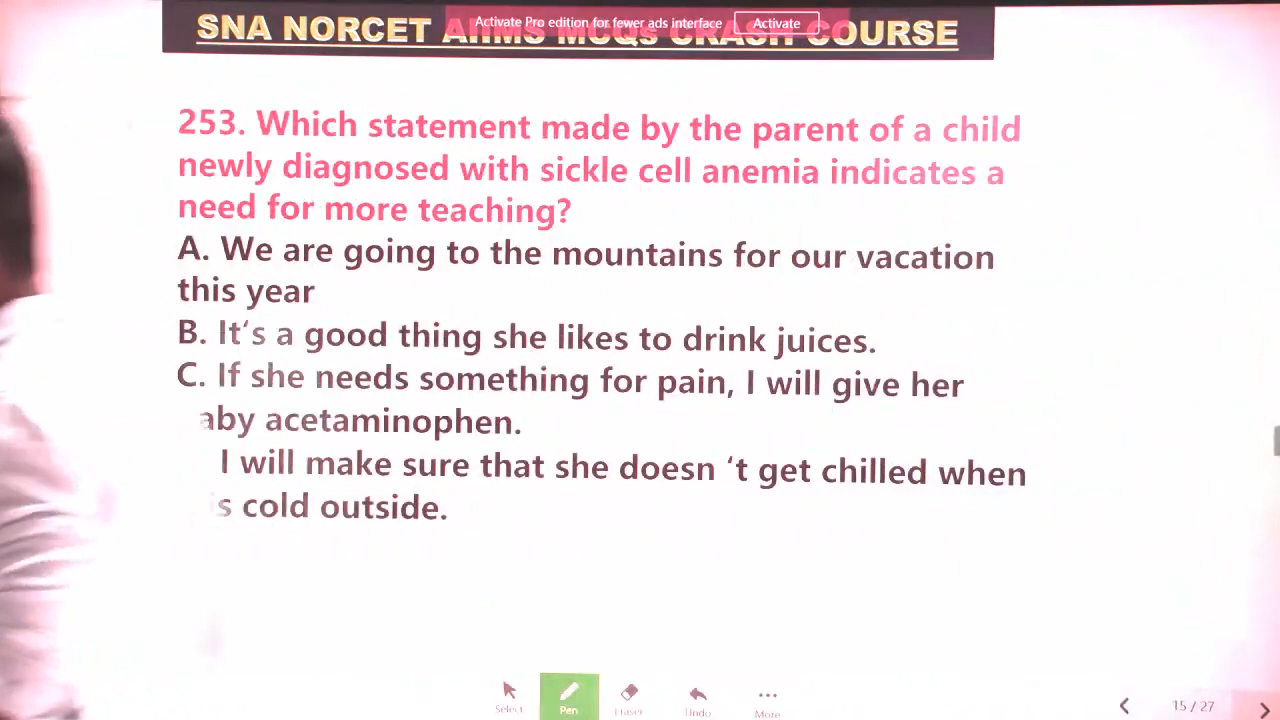 SNA NORCET AIIMS MCQs CRASH COURSE
Activate Pro edition for fewer ads interface Activate
253. Which statement made by the parent of a child
newly diagnosed with sickle cell anemia indicates a
need for more teaching?
A. We are going to the mountains for our vacation
this year
B. It's a good thing she likes to drink juices.
C. If she needs something for pain, I will give her
aby acetaminophen.
I will make sure that she doesn 't get chilled when
is cold outside.
Select
Pen
Eraser
Undo
More
15 / 27